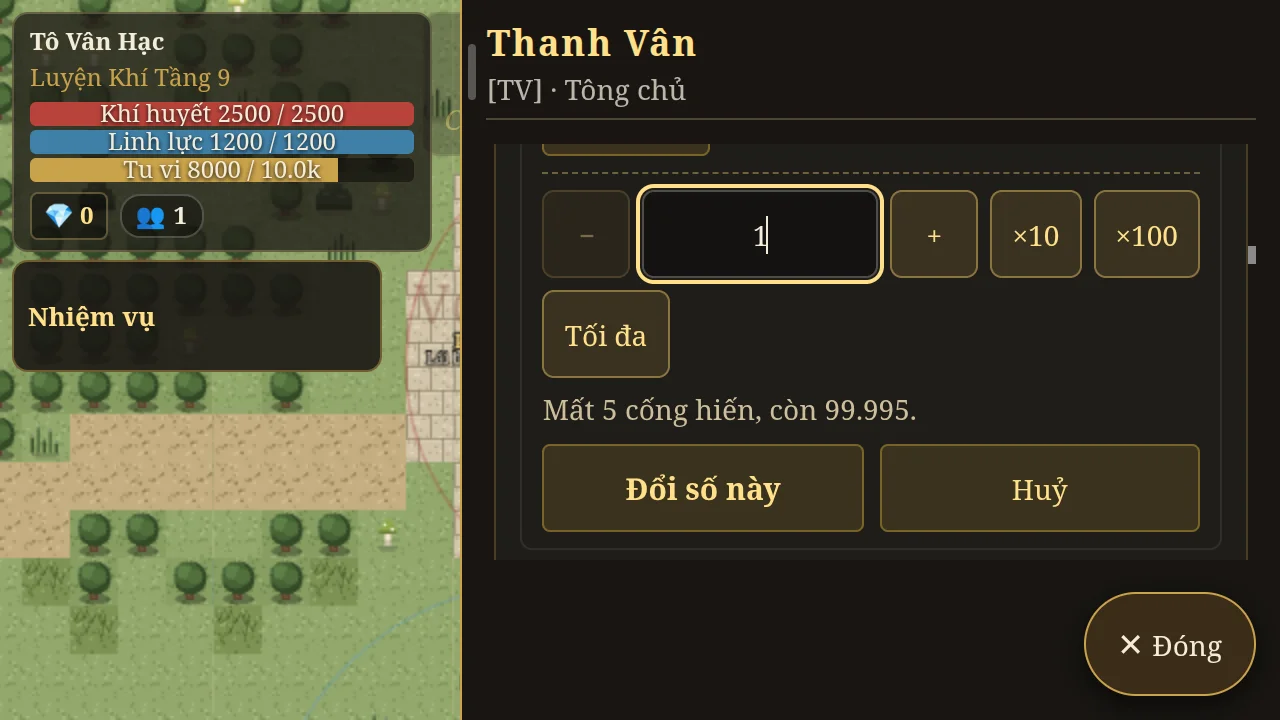 Tô Vân Hạc
Luyện Khí Tầng 9
Khí huyết 2500 / 2500
Linh lực 1200 / 1200
Tu vi 8000 / 10.0k
💎 0
👥 1
Nhiệm vụ
Thanh Vân
[TV] · Tông chủ
−
1
+
×10
×100
Tối đa
Mất 5 cống hiến, còn 99.995.
Đổi số này
Huỷ
✕ Đóng